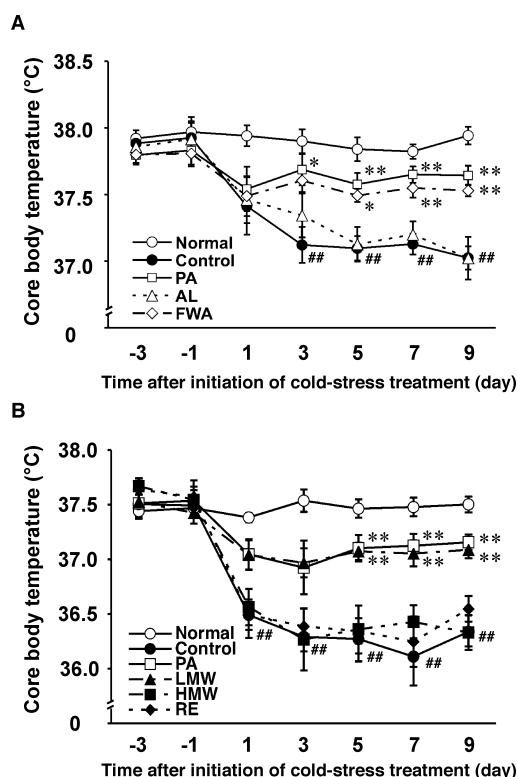 A
Core body temperature (°C)
38.5
38.0
37.5
37.0
0
Normal
Control
PA
AL
FWA
*
**
**
**
*
**
**
##
##
##
##
-3 -1 1 3 5 7 9
Time after initiation of cold-stress treatment (day)
B
Core body temperature (°C)
38.0
37.5
37.0
36.5
36.0
0
Normal
Control
PA
LMW
HMW
RE
**
**
**
**
**
**
##
##
##
##
##
-3 -1 1 3 5 7 9
Time after initiation of cold-stress treatment (day)